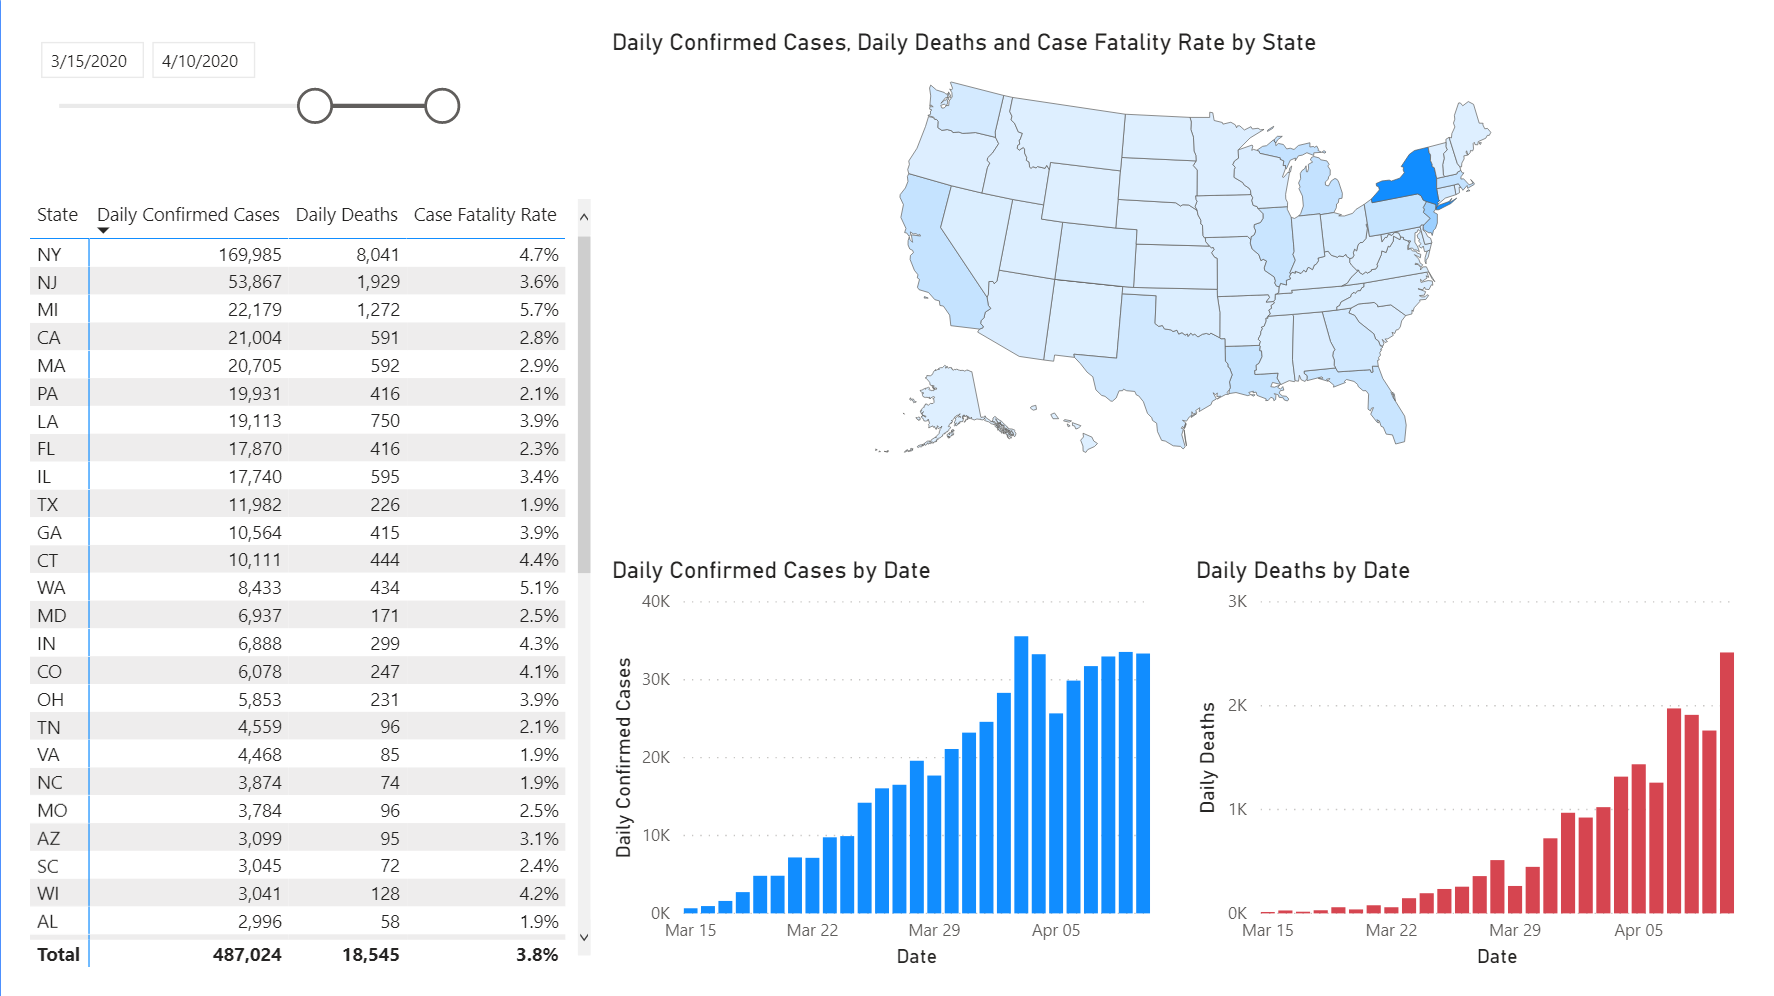 3/15/2020 4/10/2020
Daily Confirmed Cases, Daily Deaths and Case Fatality Rate by State
State Daily Confirmed Cases Daily Deaths Case Fatality Rate
NY 169,985 8,041 4.7%
NJ 53,867 1,929 3.6%
MI 22,179 1,272 5.7%
CA 21,004 591 2.8%
MA 20,705 592 2.9%
PA 19,931 416 2.1%
LA 19,113 750 3.9%
FL 17,870 416 2.3%
IL 17,740 595 3.4%
TX 11,982 226 1.9%
GA 10,564 415 3.9%
CT 10,111 444 4.4%
WA 8,433 434 5.1%
MD 6,937 171 2.5%
IN 6,888 299 4.3%
CO 6,078 247 4.1%
OH 5,853 231 3.9%
TN 4,559 96 2.1%
VA 4,468 85 1.9%
NC 3,874 74 1.9%
MO 3,784 96 2.5%
AZ 3,099 95 3.1%
SC 3,045 72 2.4%
WI 3,041 128 4.2%
AL 2,996 58 1.9%
Total 487,024 18,545 3.8%
Daily Confirmed Cases by Date
Daily Confirmed Cases
40K
30K
20K
10K
0K
Mar 15 Mar 22 Mar 29 Apr 05
Date
Daily Deaths by Date
Daily Deaths
3K
2K
1K
0K
Mar 15 Mar 22 Mar 29 Apr 05
Date